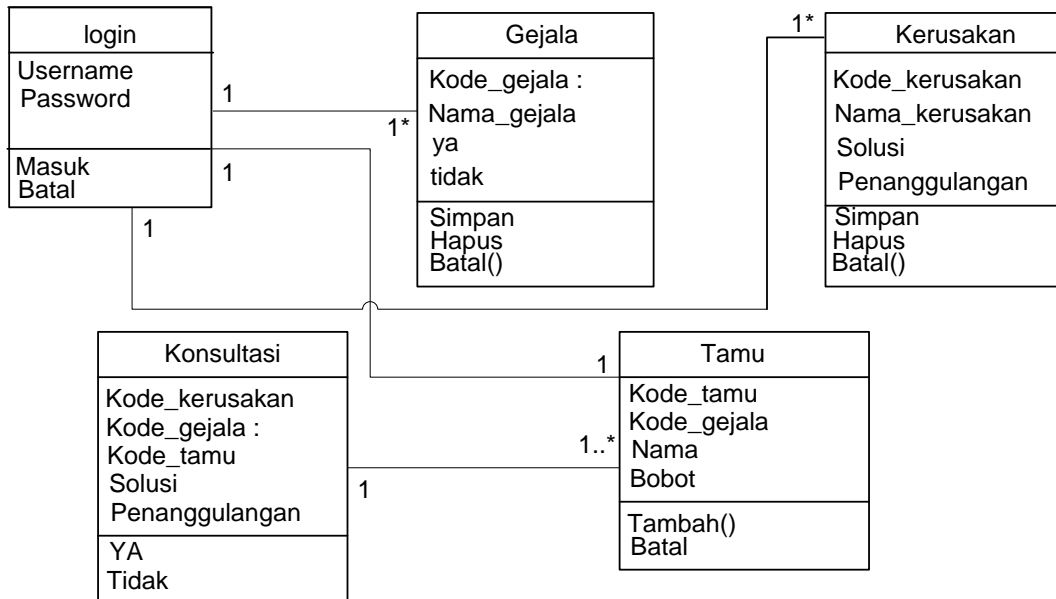 login
Username
Password
Masuk
Batal
1
1
1
Gejala
1*
Kode_gejala :
Nama_gejala
ya
tidak
Simpan
Hapus
Batal()
1*
Kerusakan
Kode_kerusakan
Nama_kerusakan
Solusi
Penanggulangan
Simpan
Hapus
Batal()
Konsultasi
Kode_kerusakan
Kode_gejala :
Kode_tamu
Solusi
Penanggulangan
YA
Tidak
1
1
1..*
Tamu
Kode_tamu
Kode_gejala
Nama
Bobot
Tambah()
Batal